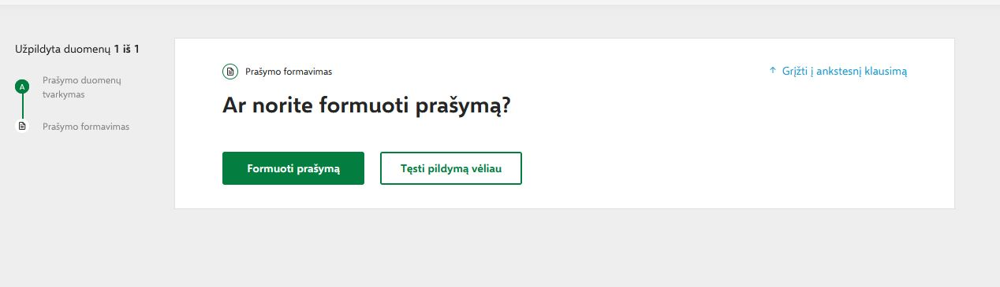 Užpildyta duomenų 1 iš 1
A
Prašymo duomenų
tvarkymas
Prašymo formavimas
Prašymo formavimas
↑ Grįžti į ankstesnį klausimą
Ar norite formuoti prašymą?
Formuoti prašymą
Tęsti pildymą vėliau